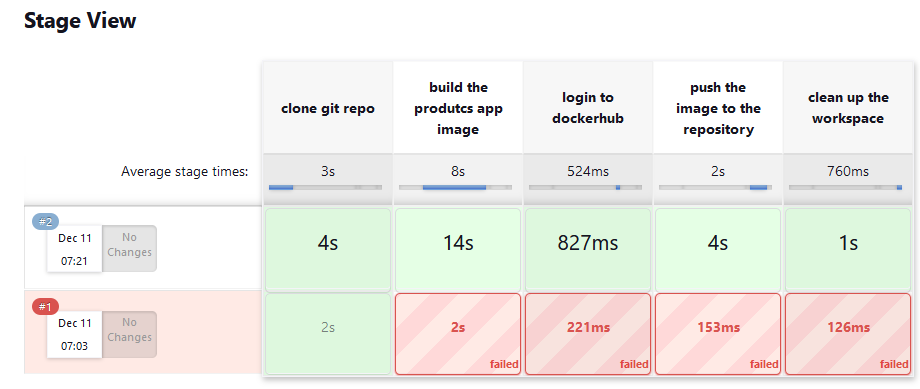 Stage View
clone git repo
build the
produtcs app
image
login to
dockerhub
push the
image to the
repository
clean up the
workspace
Average stage times:
3s
8s
524ms
2s
760ms
#2
Dec 11
07:21
No
Changes
4s
14s
827ms
4s
1s
#1
Dec 11
07:03
No
Changes
2s
2s
failed
221ms
failed
153ms
failed
126ms
failed